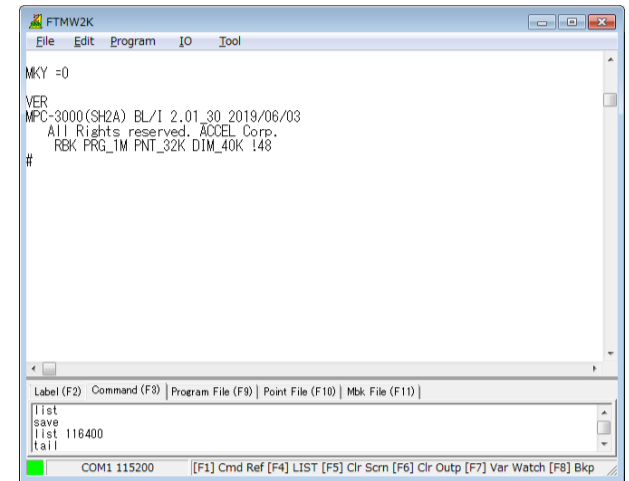 FTMW2K
File Edit Program IO Tool
MKY =0
VER
MPC-3000(SH2A) BL/I 2.01_30 2019/06/03
All Rights reserved. ACCEL Corp.
RBK PRG_1M PNT_32K DIM_40K !48
#
Label (F2) Command (F3) Program File (F9) Point File (F10) Mbk File (F11)
list
save
list 116400
tail
COM1 115200 [F1] Cmd Ref [F4] LIST [F5] Clr Scrn [F6] Clr Outp [F7] Var Watch [F8] Bkp